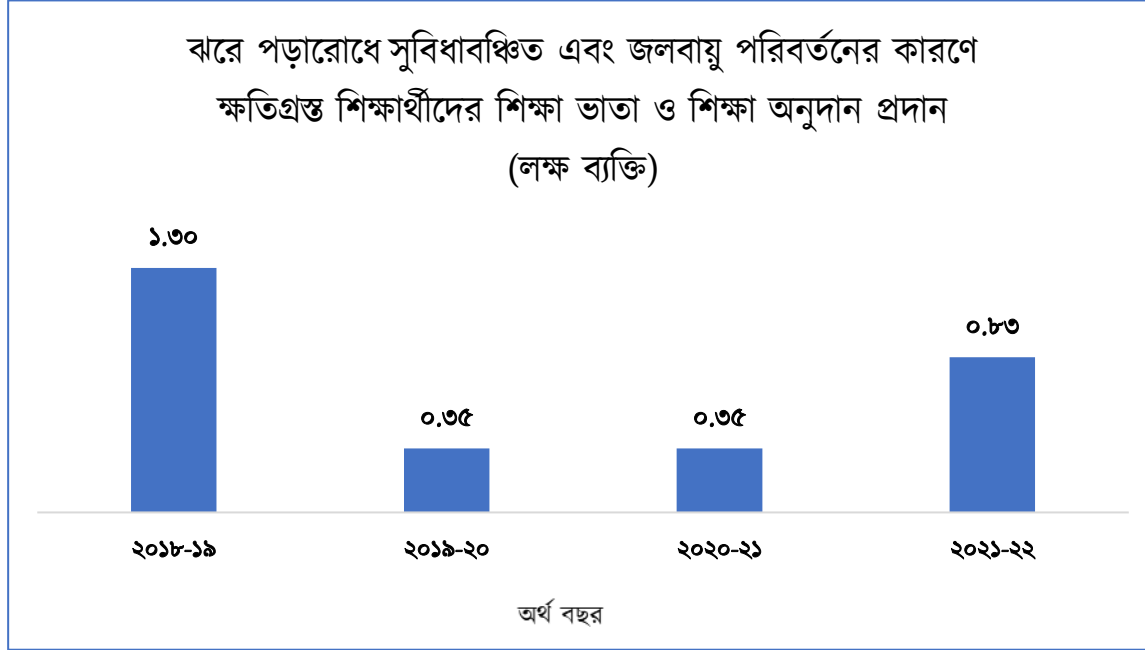 ঝরে পড়ারোধে সুবিধাবঞ্চিত এবং জলবায়ু পরিবর্তনের কারণে
ক্ষতিগ্রস্ত শিক্ষার্থীদের শিক্ষা ভাতা ও শিক্ষা অনুদান প্রদান
(লক্ষ ব্যক্তি)
১.৩০
০.৩৫
০.৩৫
০.৮৩
২০১৮-১৯
২০১৯-২০
২০২০-২১
২০২১-২২
অর্থ বছর